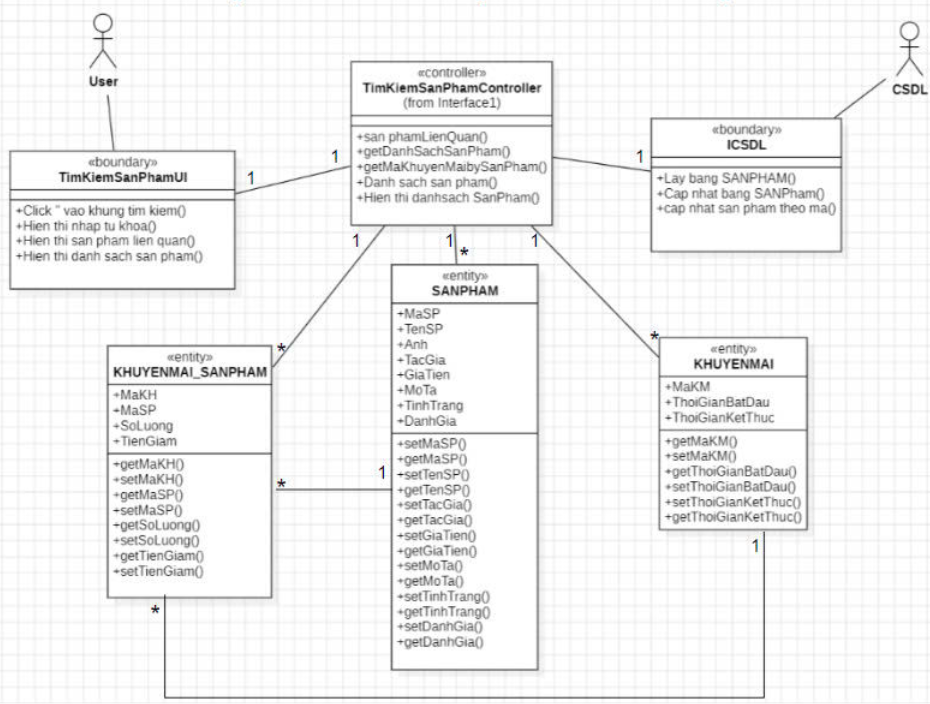 User
CSDL
«controller»
TimKiemSanPhamController
(from Interface1)
+san phamLienQuan()
+getDanhSachSanPham()
+getMaKhuyenMaibySanPham()
+Danh sach san pham()
+Hien thi danhsach SanPham()
«boundary»
ICSDL
+Lay bang SANPHAM()
+Cap nhat bang SANPham()
+cap nhat san pham theo ma()
«boundary»
TimKiemSanPhamUI
+Click " vao khung tim kiem()
+Hien thi nhap tu khoa()
+Hien thi san pham lien quan()
+Hien thi danh sach san pham()
1
1
1
1
1
*
1
«entity»
SANPHAM
+MaSP
+TenSP
+Anh
+TacGia
+GiaTien
+MoTa
+TinhTrang
+DanhGia
+setMaSP()
+getMaSP()
+setTenSP()
+getTenSP()
+setTacGia()
+getTacGia()
+setGiaTien()
+getGiaTien()
+setMoTa()
+getMoTa()
+setTinhTrang()
+getTinhTrang()
+setDanhGia()
+getDanhGia()
*
«entity»
KHUYENMAI_SANPHAM
+MaKH
+MaSP
+SoLuong
+TienGiam
+getMaKH()
+setMaKH()
+getMaSP()
+setMaSP()
+getSoLuong()
+setSoLuong()
+getTienGiam()
+setTienGiam()
*
«entity»
KHUYENMAI
+MaKM
+ThoiGianBatDau
+ThoiGianKetThuc
+getMaKM()
+setMaKM()
+getThoiGianBatDau()
+setThoiGianBatDau()
+setThoiGianKetThuc()
+getThoiGianKetThuc()
*
1
1
*